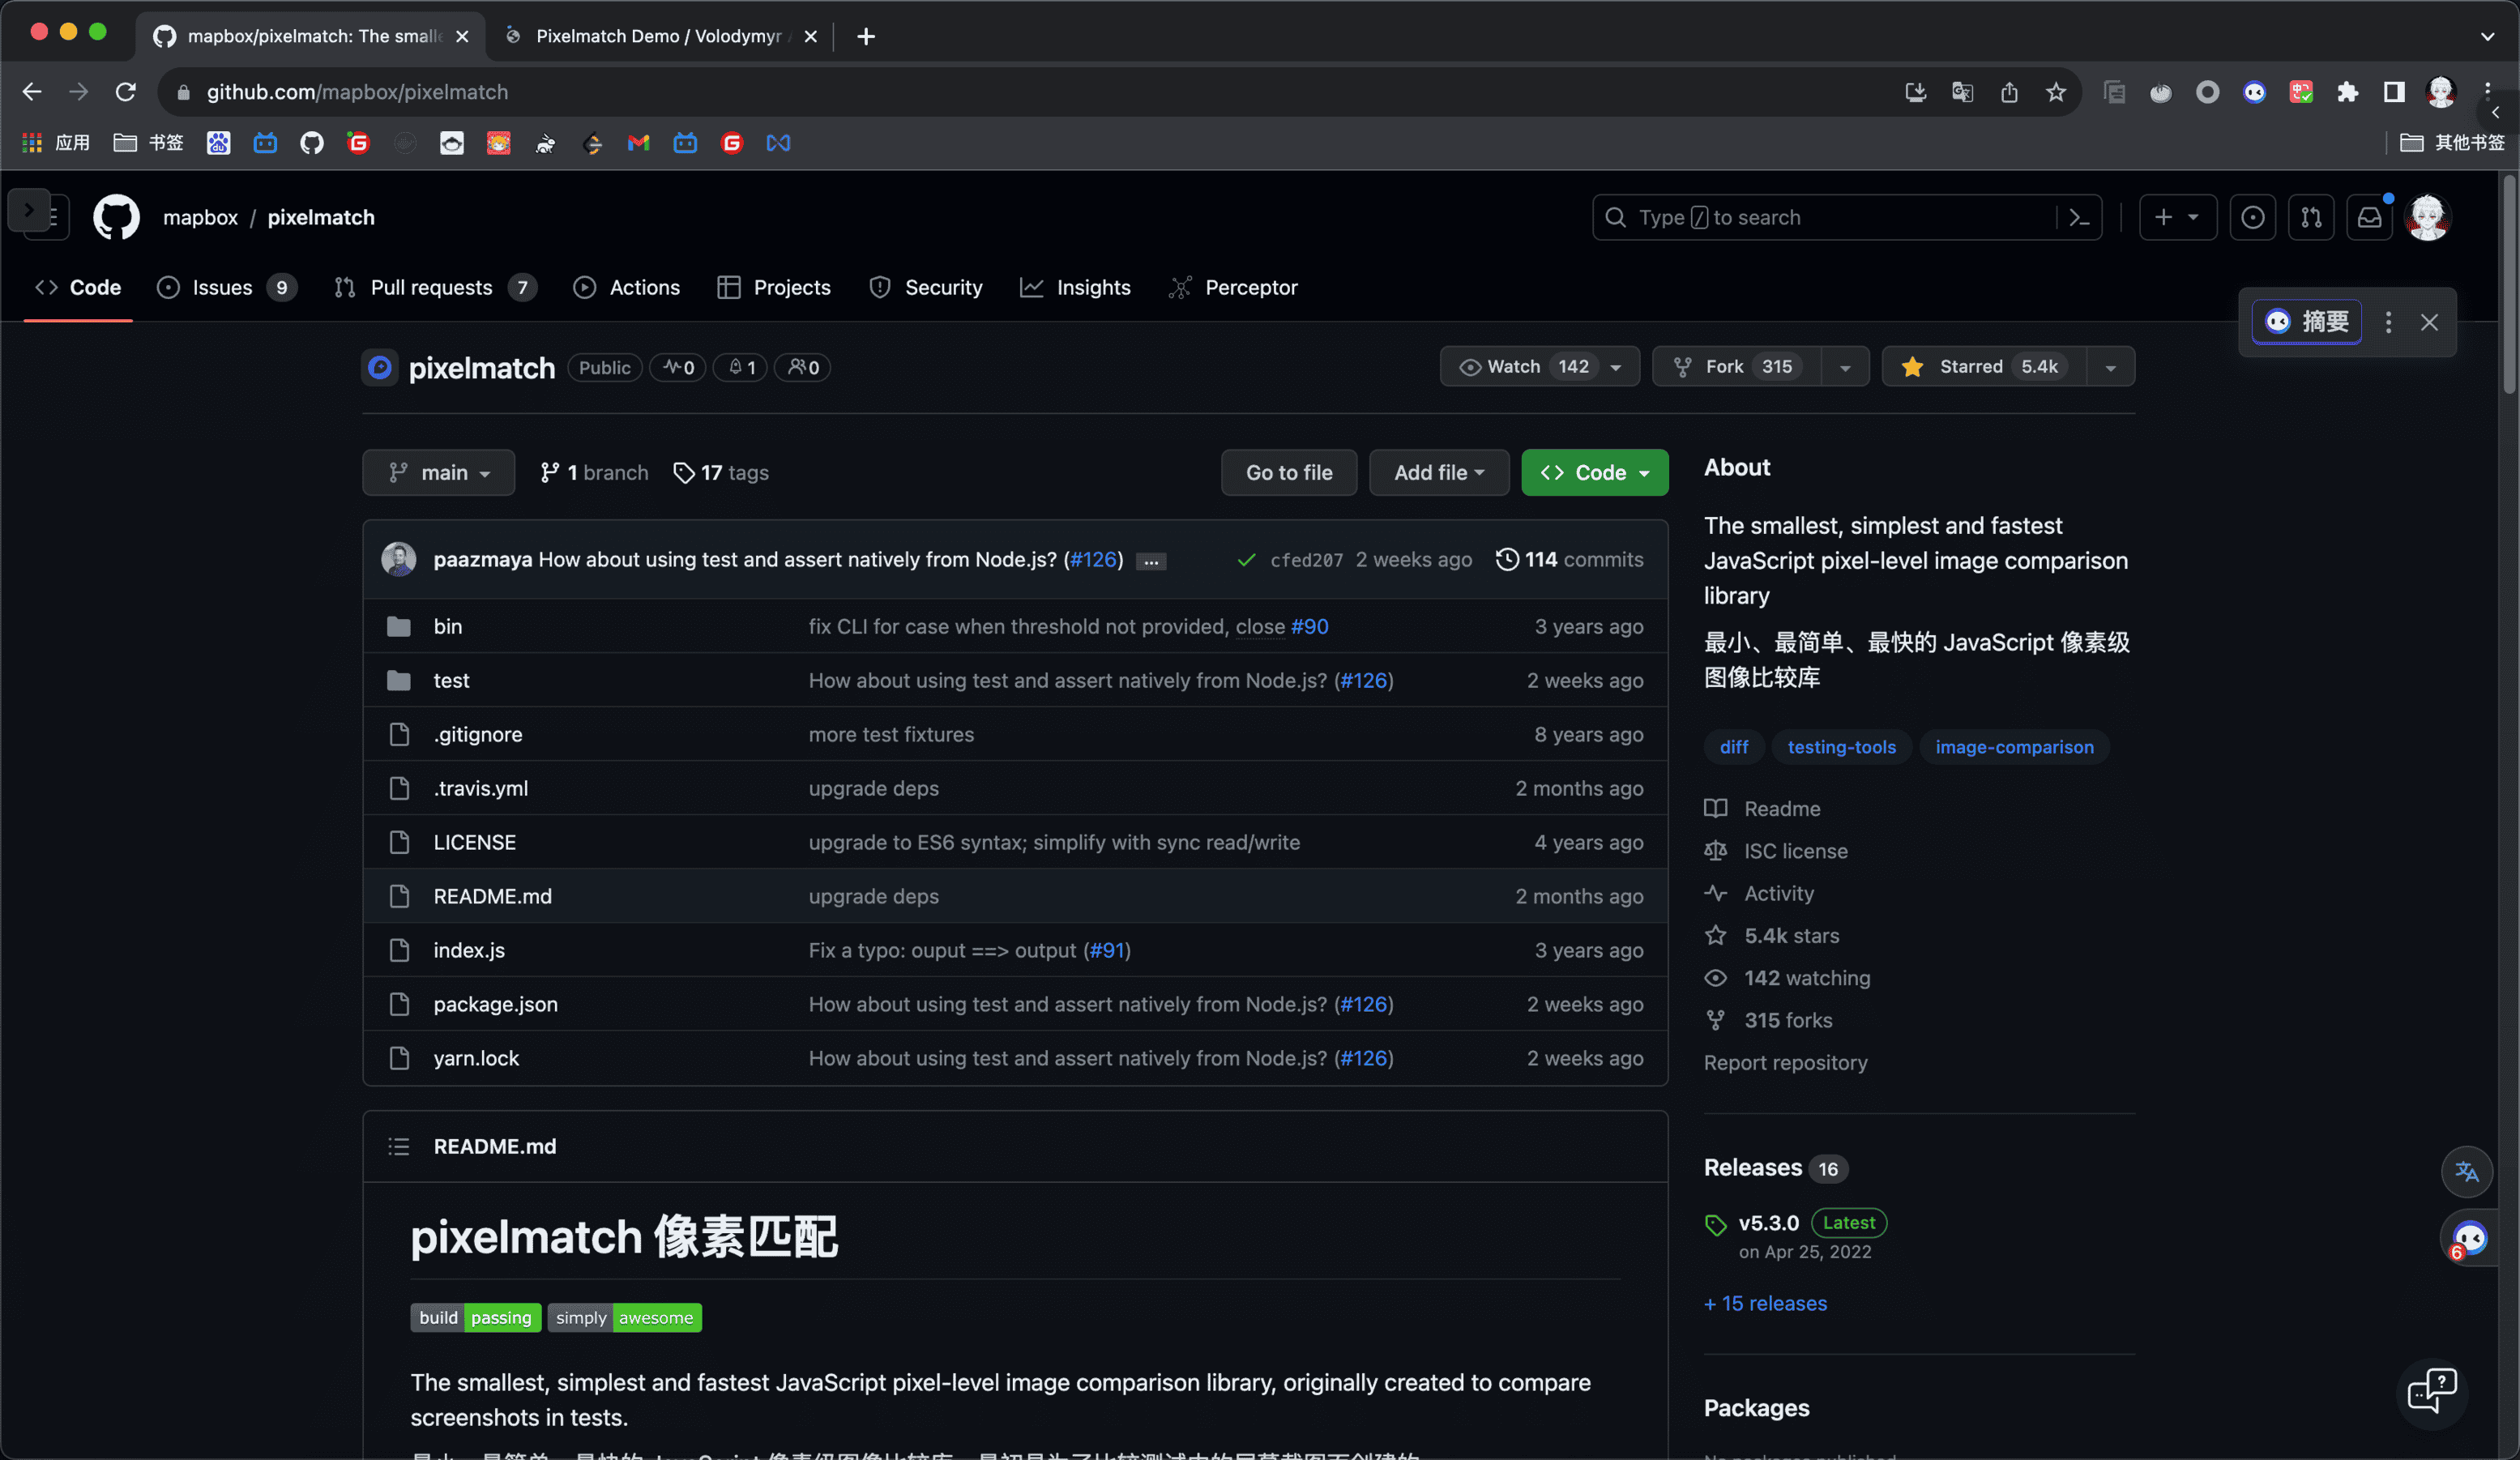 mapbox/pixelmatch: The small
Pixelmatch Demo / Volodymyr
github.com/mapbox/pixelmatch
应用
书签
其他书签
mapbox / pixelmatch
Type / to search
Code
Issues 9
Pull requests 7
Actions
Projects
Security
Insights
Perceptor
摘要
pixelmatch Public 0 1 0
Watch 142
Fork 315
Starred 5.4k
main
1 branch
17 tags
Go to file
Add file
Code
paazmaya How about using test and assert natively from Node.js? (#126) ...
cfed207 2 weeks ago
114 commits
bin fix CLI for case when threshold not provided, close #90 3 years ago
test How about using test and assert natively from Node.js? (#126) 2 weeks ago
.gitignore more test fixtures 8 years ago
.travis.yml upgrade deps 2 months ago
LICENSE upgrade to ES6 syntax; simplify with sync read/write 4 years ago
README.md upgrade deps 2 months ago
index.js Fix a typo: ouput ==> output (#91) 3 years ago
package.json How about using test and assert natively from Node.js? (#126) 2 weeks ago
yarn.lock How about using test and assert natively from Node.js? (#126) 2 weeks ago
README.md
pixelmatch 像素匹配
build passing simply awesome
The smallest, simplest and fastest JavaScript pixel-level image comparison library, originally created to compare
screenshots in tests.
About
The smallest, simplest and fastest
JavaScript pixel-level image comparison
library
最小、最简单、最快的 JavaScript 像素级
图像比较库
diff
testing-tools
image-comparison
Readme
ISC license
Activity
5.4k stars
142 watching
315 forks
Report repository
Releases 16
v5.3.0 Latest
on Apr 25, 2022
+ 15 releases
Packages
6